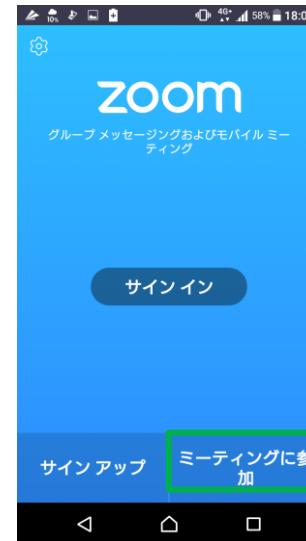 10%
4G+
58%
18:0
zoom
グループ メッセージングおよびモバイル ミー
ティング
サイン イン
サイン アップ
ミーティングに参
加